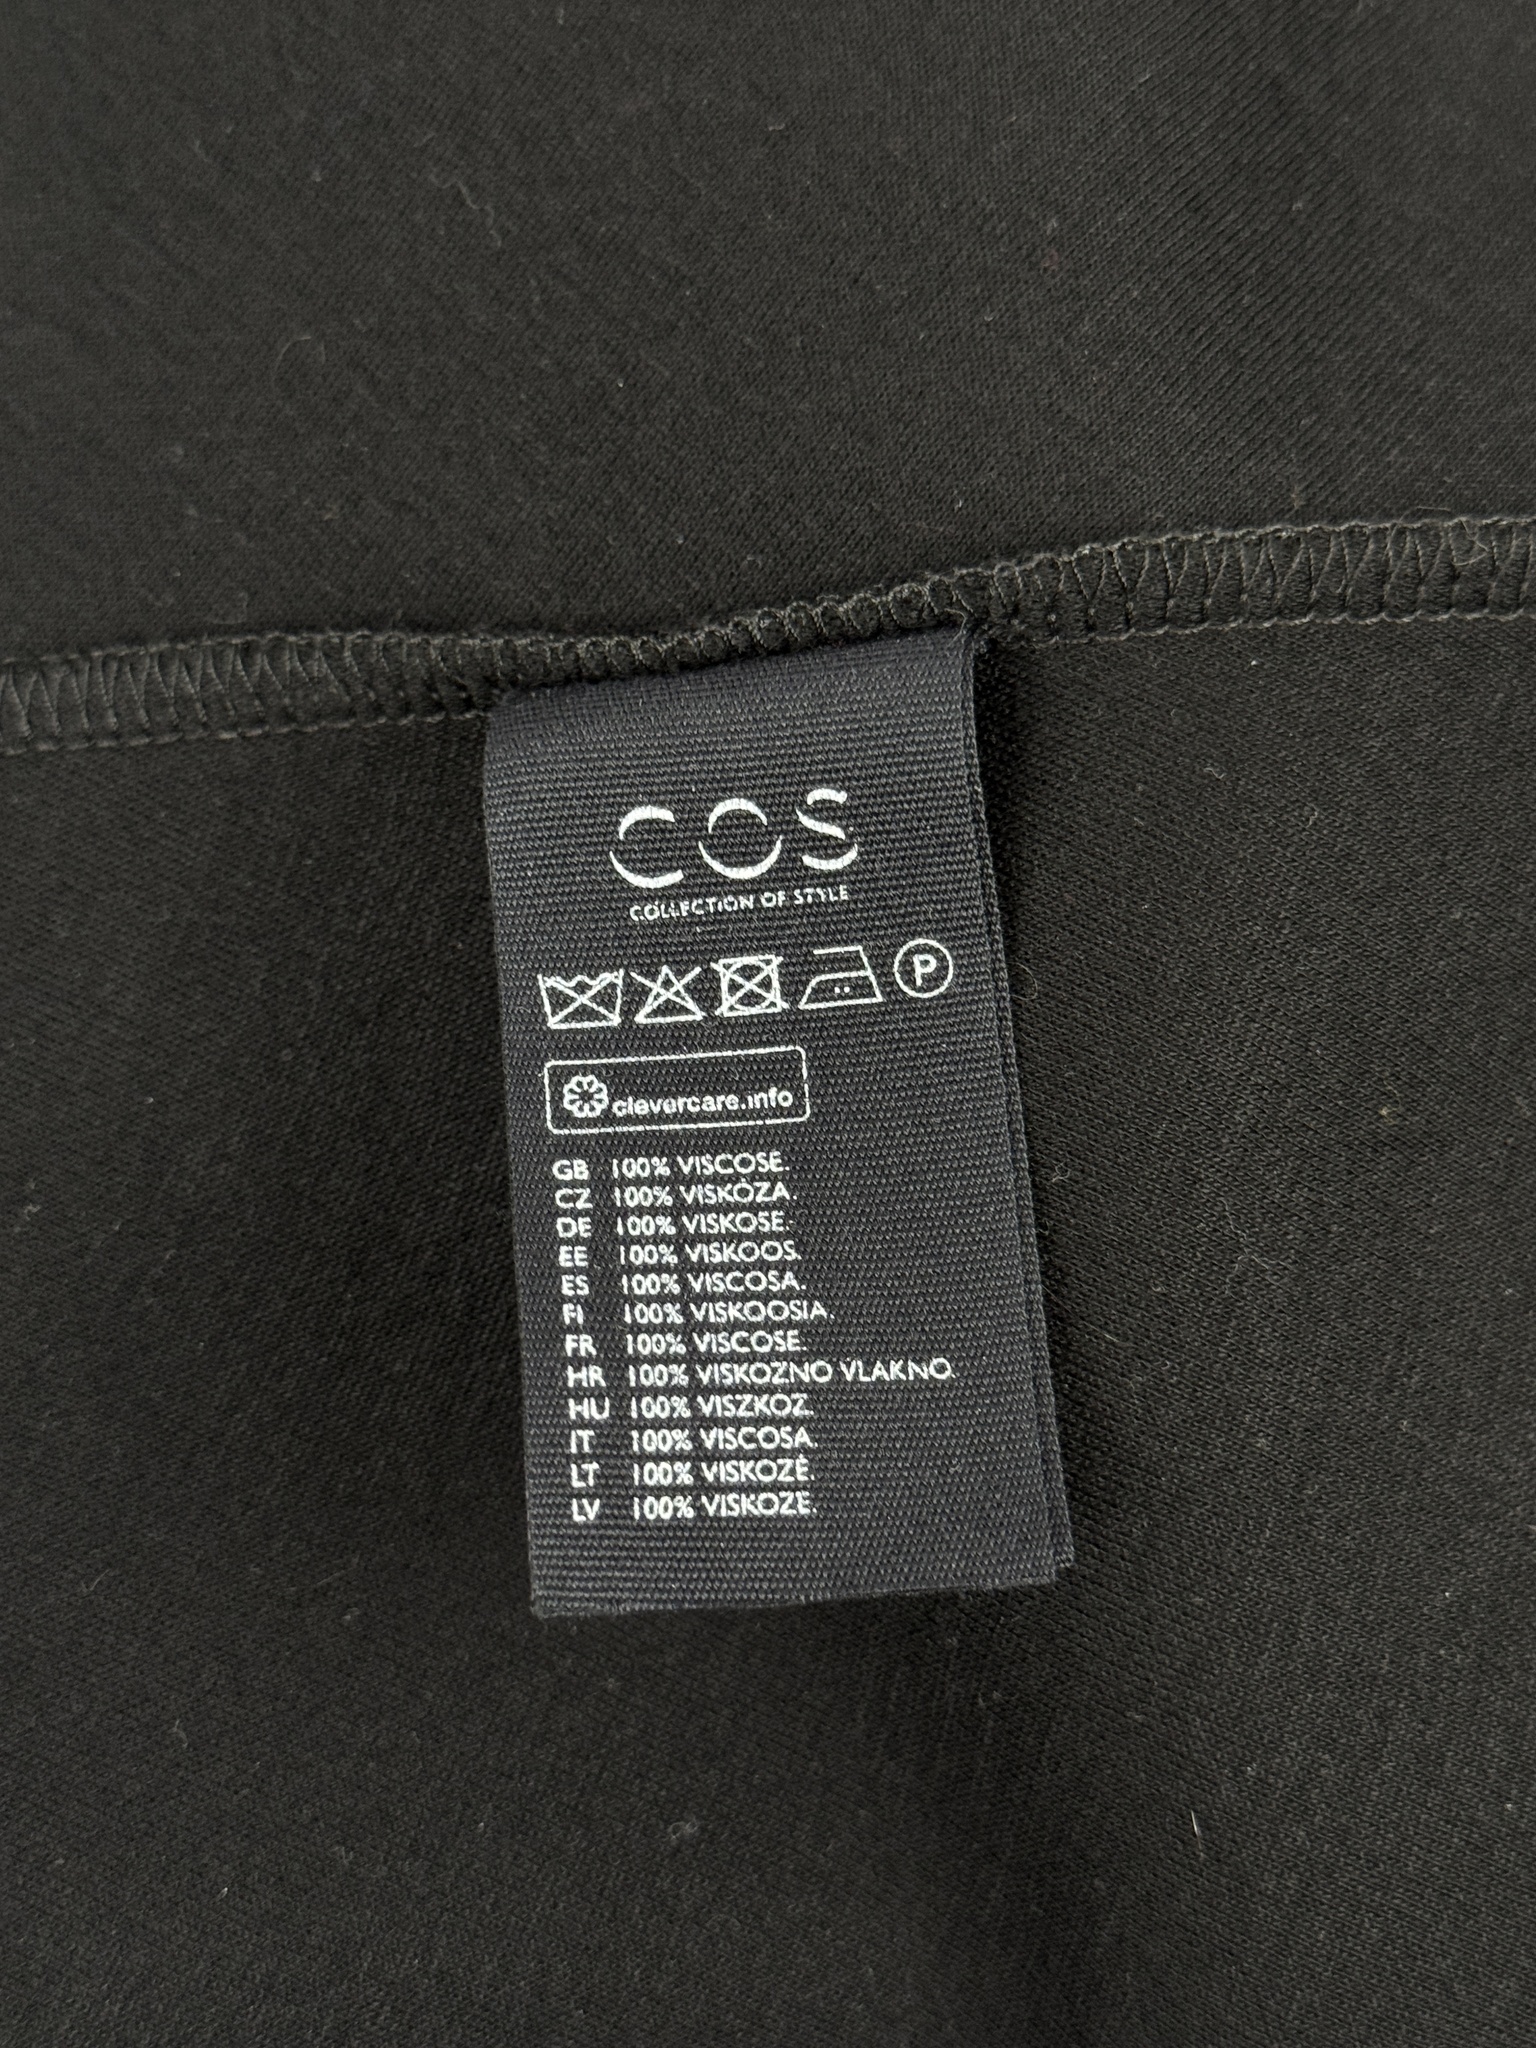 COS
COLLECTION OF STYLE
P
clevercare.info
GB 100% VISCOSE.
CZ 100% VISKÓZA.
DE 100% VISKOSE.
EE 100% VISKOOS.
ES 100% VISCOSA.
FI 100% VISKOOSIA.
FR 100% VISCOSE.
HR 100% VISKOZNO VLAKNO.
HU 100% VISZKÓZ.
IT 100% VISCOSA.
LT 100% VISKOZĖ.
LV 100% VISKOZE.